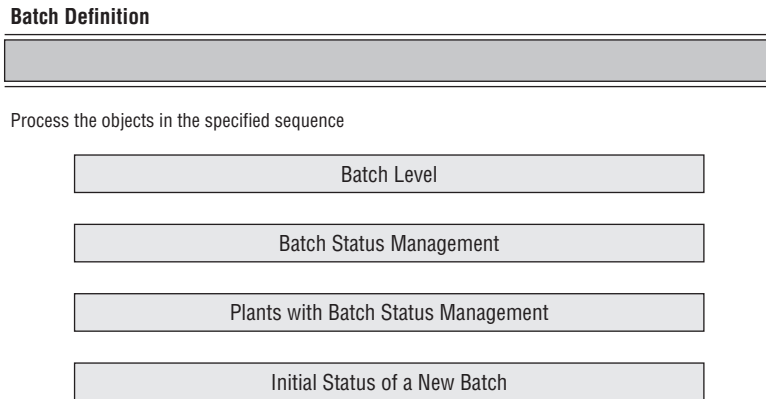 Batch Definition
Process the objects in the specified sequence
Batch Level
Batch Status Management
Plants with Batch Status Management
Initial Status of a New Batch